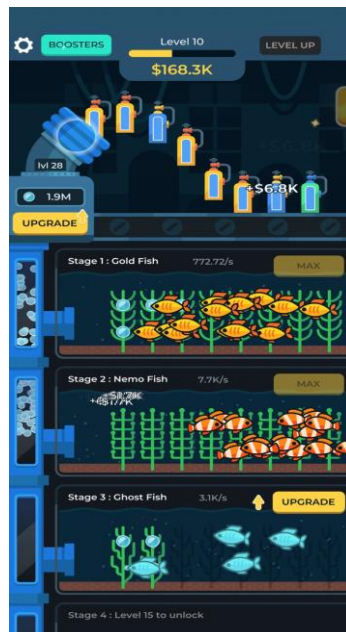 BOOSTERS
Level 10
LEVEL UP
$168.3K
lvl 28
+$6.8K
1.9M
UPGRADE
Stage 1 : Gold Fish
772.72/s
MAX
Stage 2 : Nemo Fish
7.7K/s
MAX
Stage 3 : Ghost Fish
3.1K/s
UPGRADE
Stage 4 : Level 15 to unlock